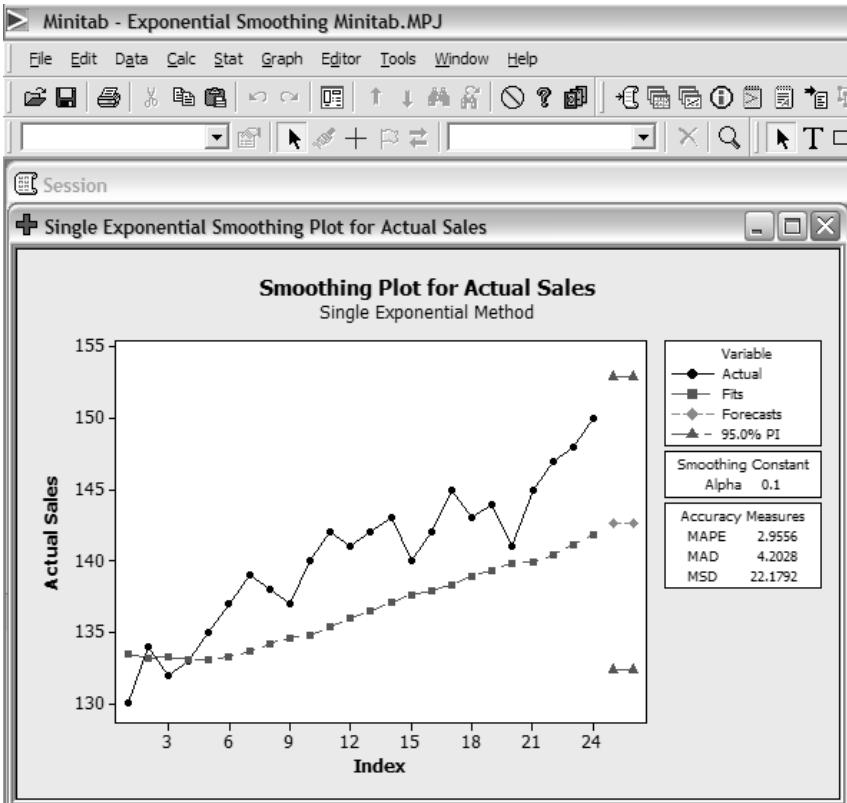 Minitab - Exponential Smoothing Minitab.MPJ
File Edit Data Calc Stat Graph Editor Tools Window Help
Session
Single Exponential Smoothing Plot for Actual Sales
Smoothing Plot for Actual Sales
Single Exponential Method
155
150
145
140
135
130
Actual Sales
3 6 9 12 15 18 21 24
Index
Variable
Actual
Fits
Forecasts
95.0% PI
Smoothing Constant
Alpha 0.1
Accuracy Measures
MAPE 2.9556
MAD 4.2028
MSD 22.1792